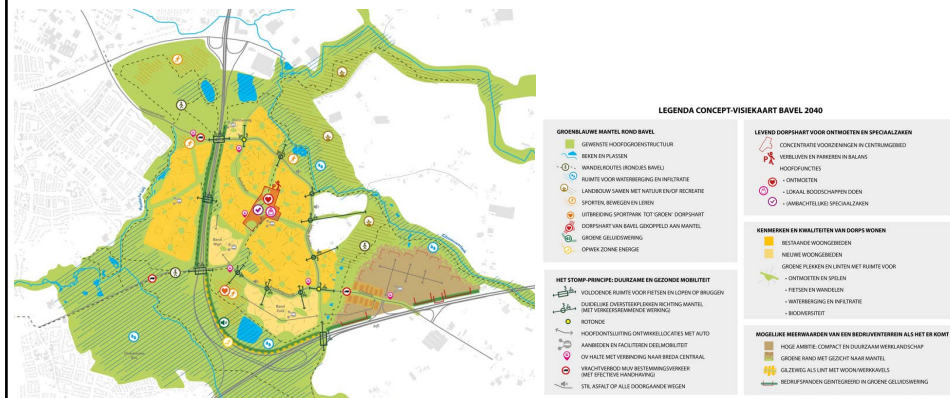 LEGENDA CONCEPT-VISIEKAART BAVEL 2040
GROENBLAUWE MANTEL ROND BAVEL
GEWENSTE HOOFDGROENSTRUCTUUR
BEKEN EN PLASSEN
WANDELROUTES (RONDJES BAVEL)
RUIMTE VOOR WATERBERGING EN INFILTRATIE
LANDBOUW SAMEN MET NATUUR EN/OF RECREATIE
SPORTEN, BEWEGEN EN LEREN
UITBREIDING SPORTPARK TOT 'GROEN' DORPSHART
DORPSHART VAN BAVEL GEKOPPELD AAN MANTEL
GROENE GELUIDSWERING
OPWEK ZONNE ENERGIE
HET STOMP-PRINCIPE: DUURZAME EN GEZONDE MOBILITEIT
VOLDOENDE RUIMTE VOOR FIETSEN EN LOPEN OP BRUGGEN
DUIDELIJKE OVERSTEEKPLEKKEN RICHTING MANTEL
(MET VERKEERSREMMENDE WERKING)
ROTONDE
HOOFDONTSLUITING ONTWIKKELLOCATIES MET AUTO
AANBIEDEN EN FACILITEREN DEELMOBILITEIT
OV HALTE MET VERBINDING NAAR BREDA CENTRAAL
VRACHTVERBOD MUV BESTEMMINGSVERKEER
(MET EFECTIEVE HANDHAVING)
STIL ASFALT OP ALLE DOORGAANDE WEGEN
LEVEND DORPSHART VOOR ONTMOETEN EN SPECIAALZAKEN
CONCENTRATIE VOORZIENINGEN IN CENTRUMGEBIED
P
VERBLIJVEN EN PARKEREN IN BALANS
HOOFDFUNCTIES
- ONTMOETEN
- LOKAAL BOODSCHAPPEN DOEN
- (AMBACHTELIJKE) SPECIAALZAKEN
KENMERKEN EN KWALITEITEN VAN DORPS WONEN
BESTAANDE WOONGEBIEDEN
NIEUWE WOONGEBIEDEN
GROENE PLEKKEN EN LINTEN MET RUIMTE VOOR
- ONTMOETEN EN SPELEN
- FIETSEN EN WANDELEN
- WATERBERGING EN INFILTRATIE
- BIODIVERSITEIT
MOGELIJKE MEERWAARDEN VAN EEN BEDRIJVENTERREIN ALS HET ER KOMT
HOGE AMBITIE: COMPACT EN DUURZAAM WERKLANDSCHAP
GROENE RAND MET GEZICHT NAAR MANTEL
GILZEWEG ALS LINT MET WOON/WERKKAVELS
BEDRIJFSPANDEN GEINTEGREERD IN GROENE GELUIDSWERING